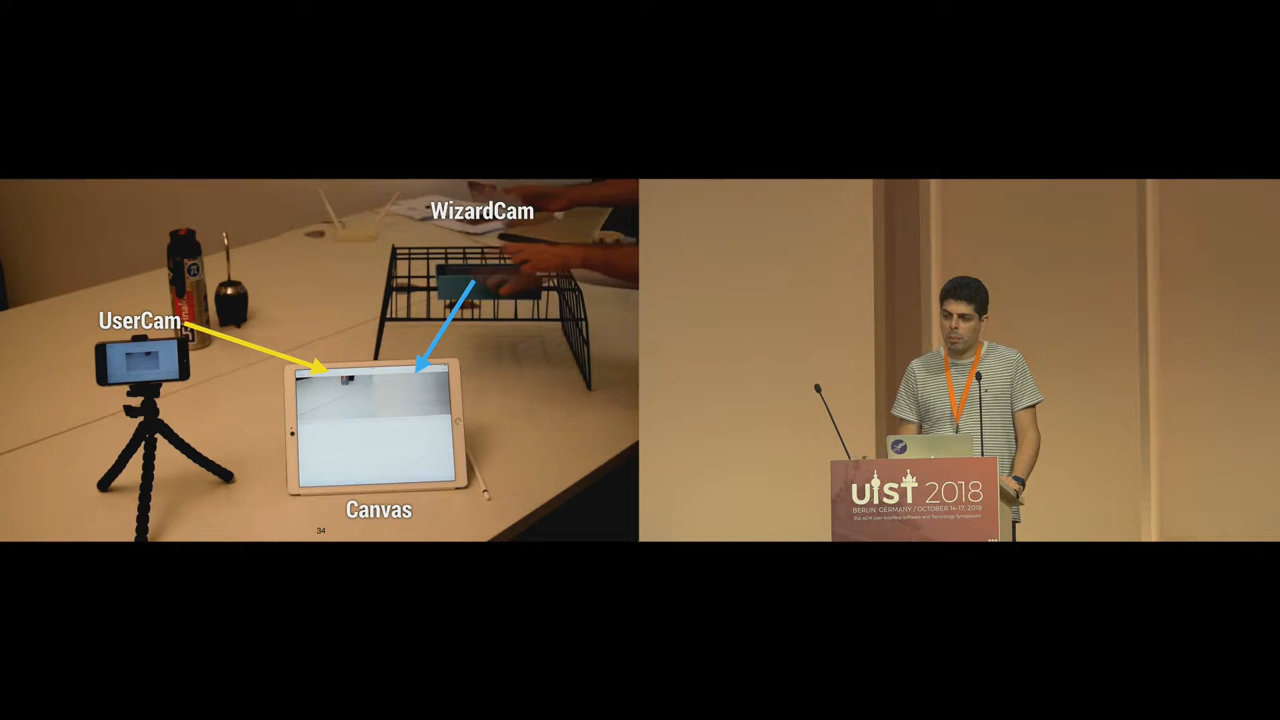 WizardCam
UserCam
Canvas
34
UIST 2018
BERLIN, GERMANY / OCTOBER 14-17, 2018